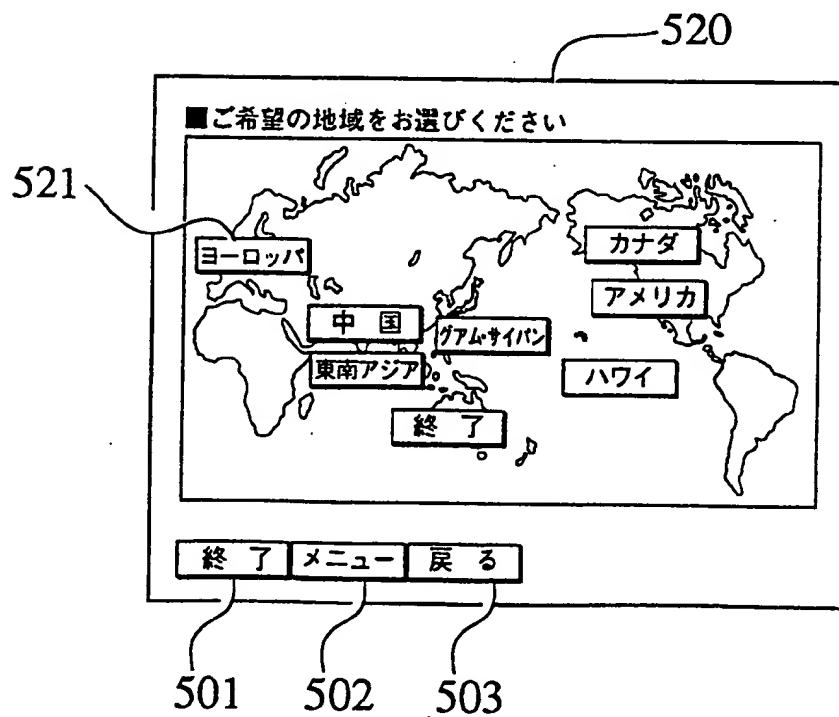 520
■ご希望の地域をお選びください
521
ヨーロッパ
カナダ
アメリカ
中 国
グアム・サイパン
東南アジア
ハワイ
終 了
終 了
メニュー
戻 る
501
502
503